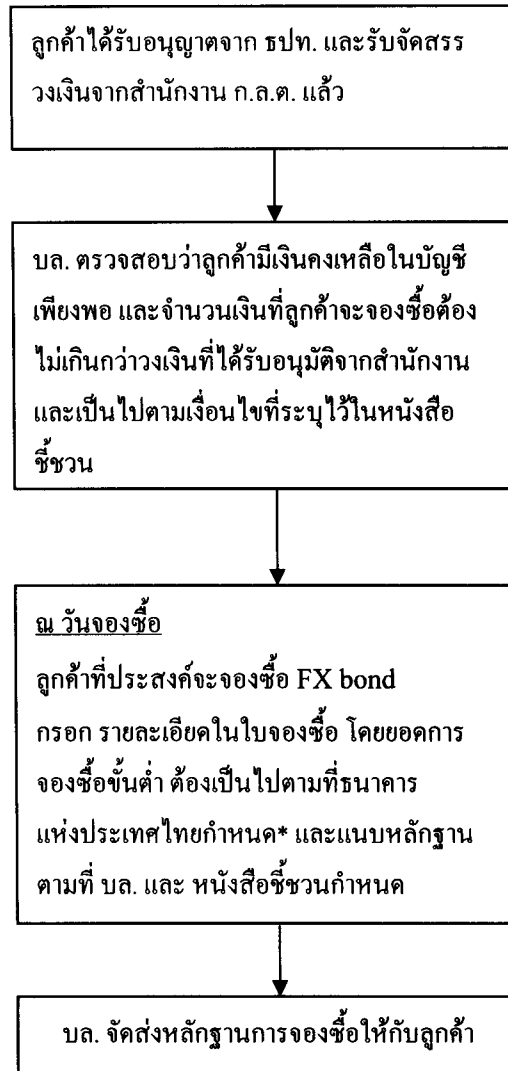 ลูกค้าได้รับอนุญาตจาก ธปท. และรับจัดสรร
วงเงินจากสำนักงาน ก.ล.ต. แล้ว
บล. ตรวจสอบว่าลูกค้ามีเงินคงเหลือในบัญชี
เพียงพอ และจำนวนเงินที่ลูกค้าจะจองซื้อต้อง
ไม่เกินกว่าวงเงินที่ได้รับอนุมัติจากสำนักงาน
และเป็นไปตามเงื่อนไขที่ระบุไว้ในหนังสือ
ชี้ชวน
ณ วันจองซื้อ
ลูกค้าที่ประสงค์จะจองซื้อ FX bond
กรอก รายละเอียดในใบจองซื้อ โดยยอดการ
จองซื้อขั้นต่ำ ต้องเป็นไปตามที่ธนาคาร
แห่งประเทศไทยกำหนด* และแนบหลักฐาน
ตามที่ บล. และ หนังสือชี้ชวนกำหนด
บล. จัดส่งหลักฐานการจองซื้อให้กับลูกค้า